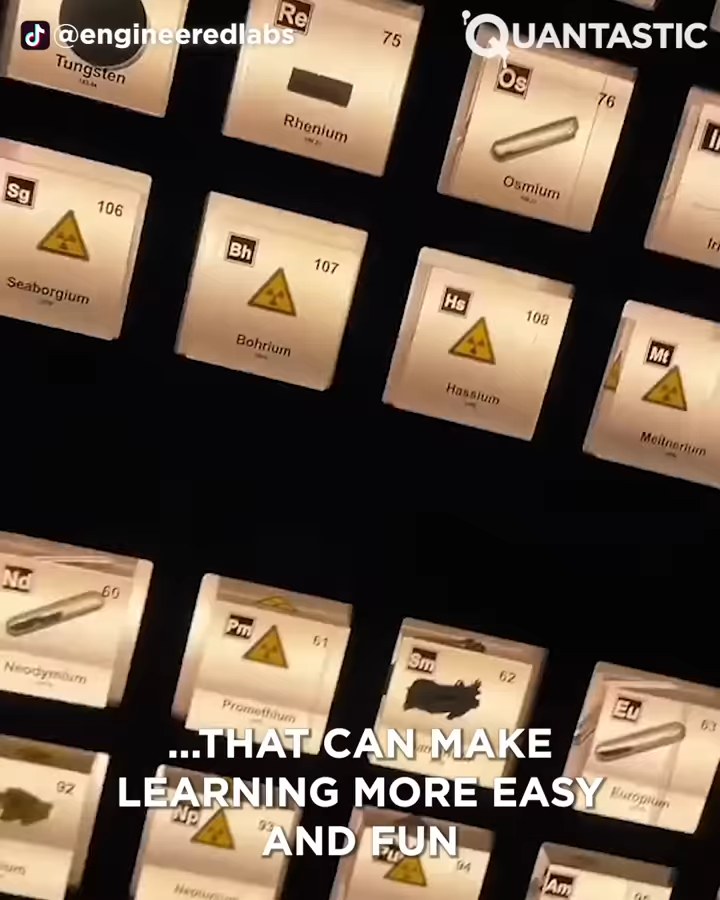 @engineeredlabs
QUANTASTIC
Tungsten
Re
75
Rhenium
Os
76
Osmium
Sg
106
Seaborgium
Bh
107
Bohrium
Hs
108
Hassium
Mt
Meitnerium
Nd
60
Neodymium
Pm
61
Promethium
Sm
62
Eu
63
Europium
...THAT CAN MAKE
LEARNING MORE EASY
AND FUN
92
Np
93
Neptunium
94
Am